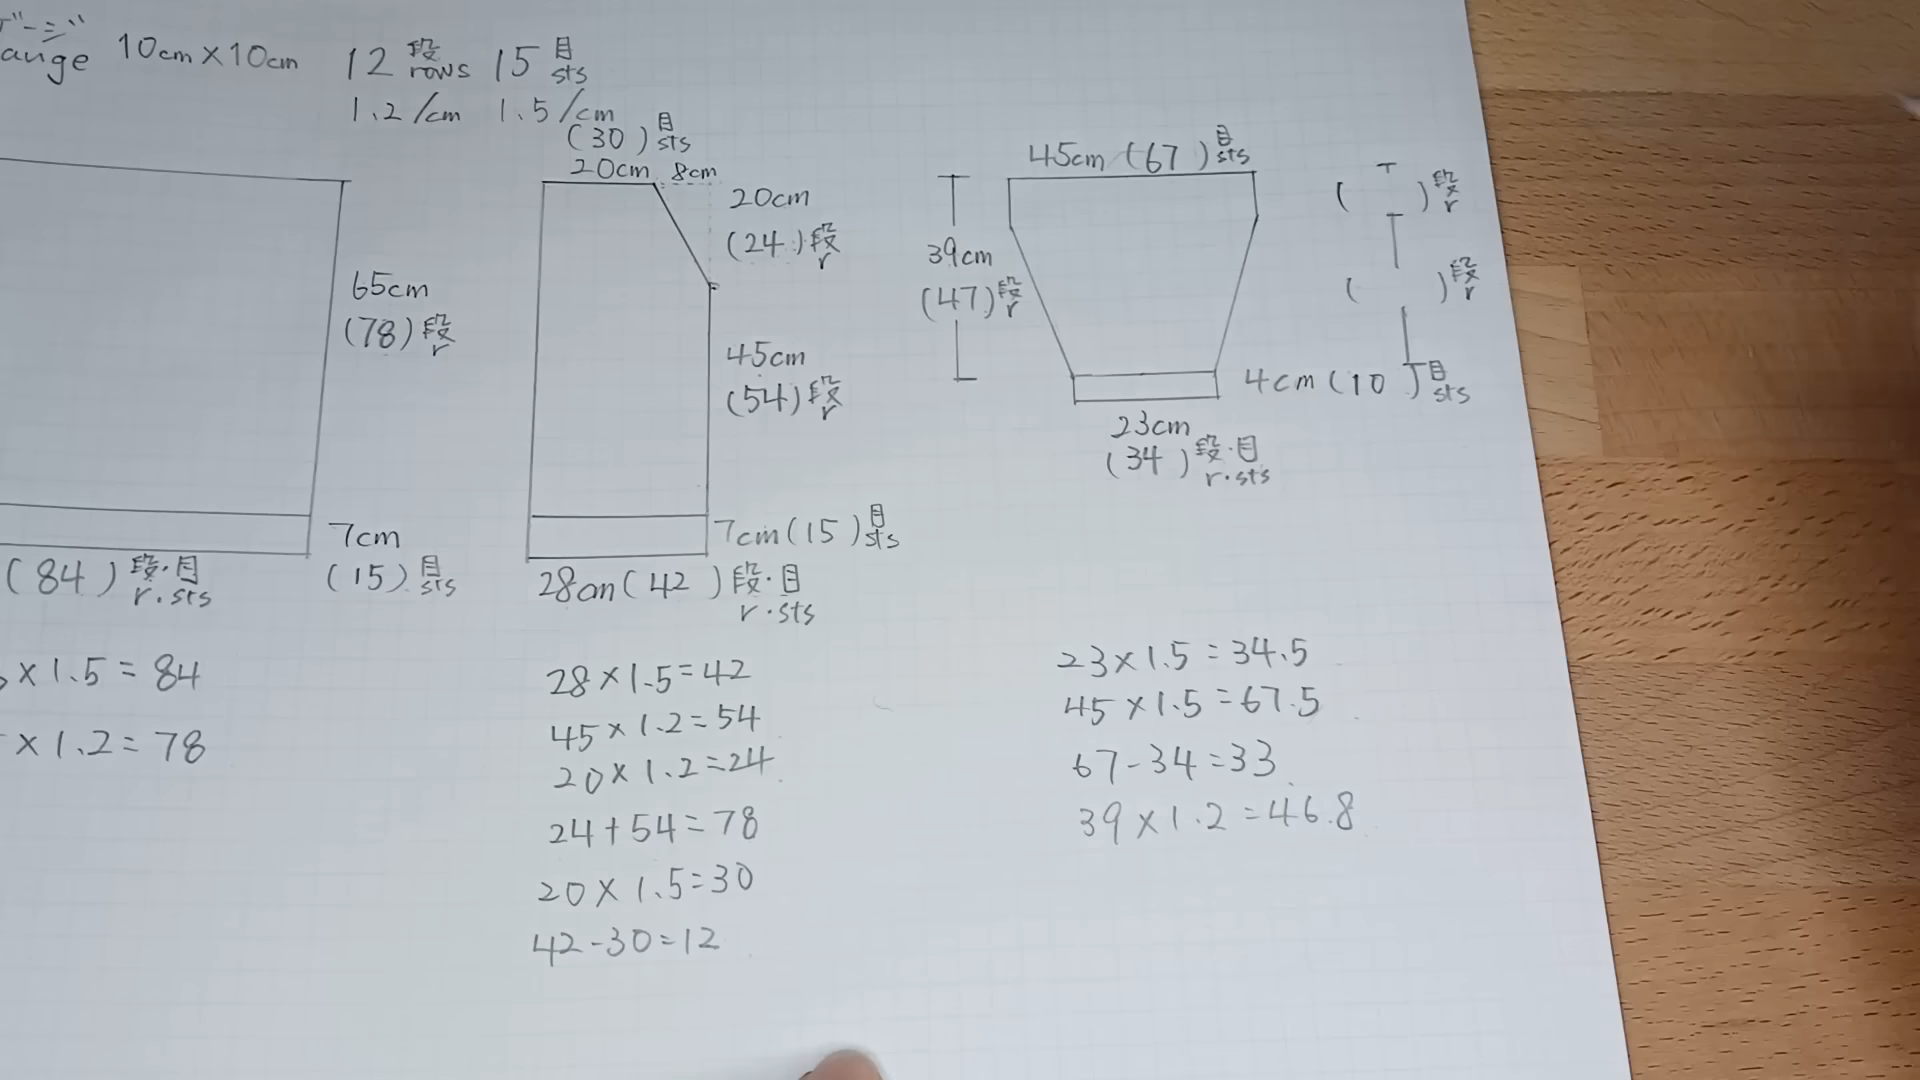 ゲージ
auge 10cm×10cm 12段 rows 15目 sts
1.2/cm 1.5/cm
65cm
(78)段 r
7cm
(15)目 sts
(84)段・目 r.sts
×1.5=84
×1.2=78
(30)目 sts
20cm 8cm
20cm
(24)段 r
45cm
(54)段 r
7cm(15)目 sts
28cm(42)段・目 r・sts
28×1.5=42
45×1.2=54
20×1.2=24
24+54=78
20×1.5=30
42-30=12
45cm(67)目 sts
39cm
(47)段 r
( )段 r
( )段 r
4cm(10)目 sts
23cm
(34)段・目 r・sts
23×1.5=34.5
45×1.5=67.5
67-34=33
39×1.2=46.8